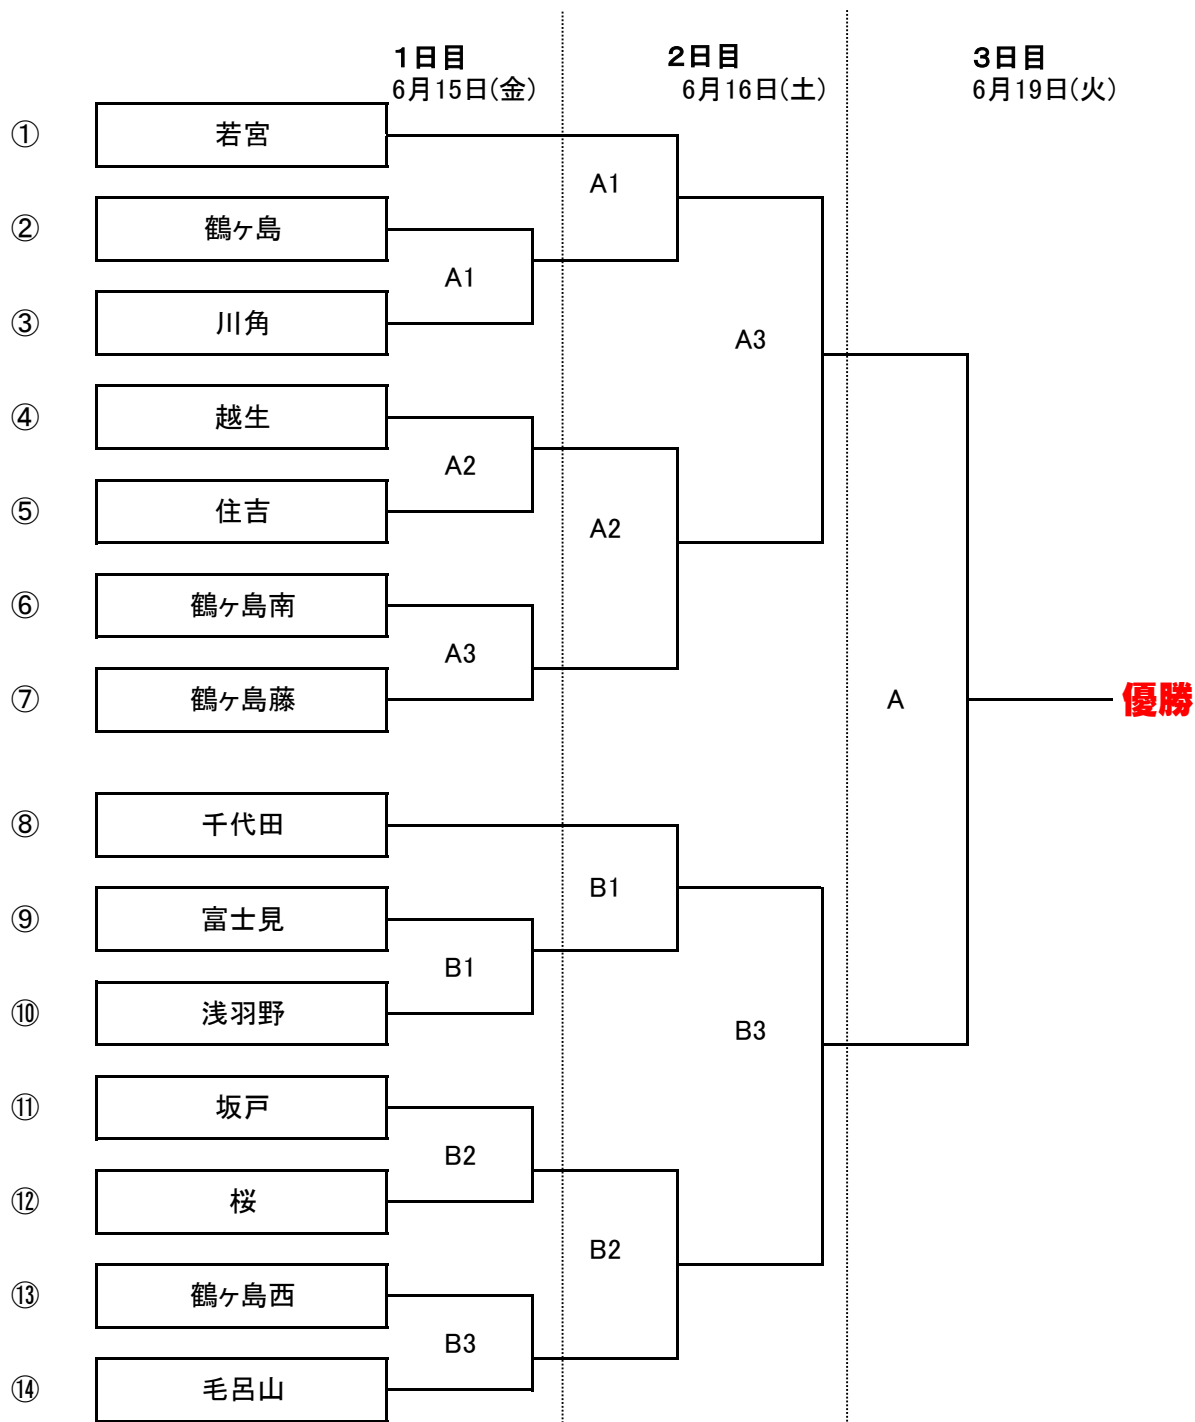 １日目 ２日目 ３日目
6月15日(金) 6月16日(土) 6月19日(火)
① 若宮
A1
② 鶴ヶ島
A1
③ 川角
A3
④ 越生
A2
⑤ 住吉
A2
⑥ 鶴ヶ島南
A3
⑦ 鶴ヶ島藤
A 優勝
⑧ 千代田
B1
⑨ 富士見
B1
⑩ 浅羽野
B3
⑪ 坂戸
B2
⑫ 桜
B2
⑬ 鶴ヶ島西
B3
⑭ 毛呂山